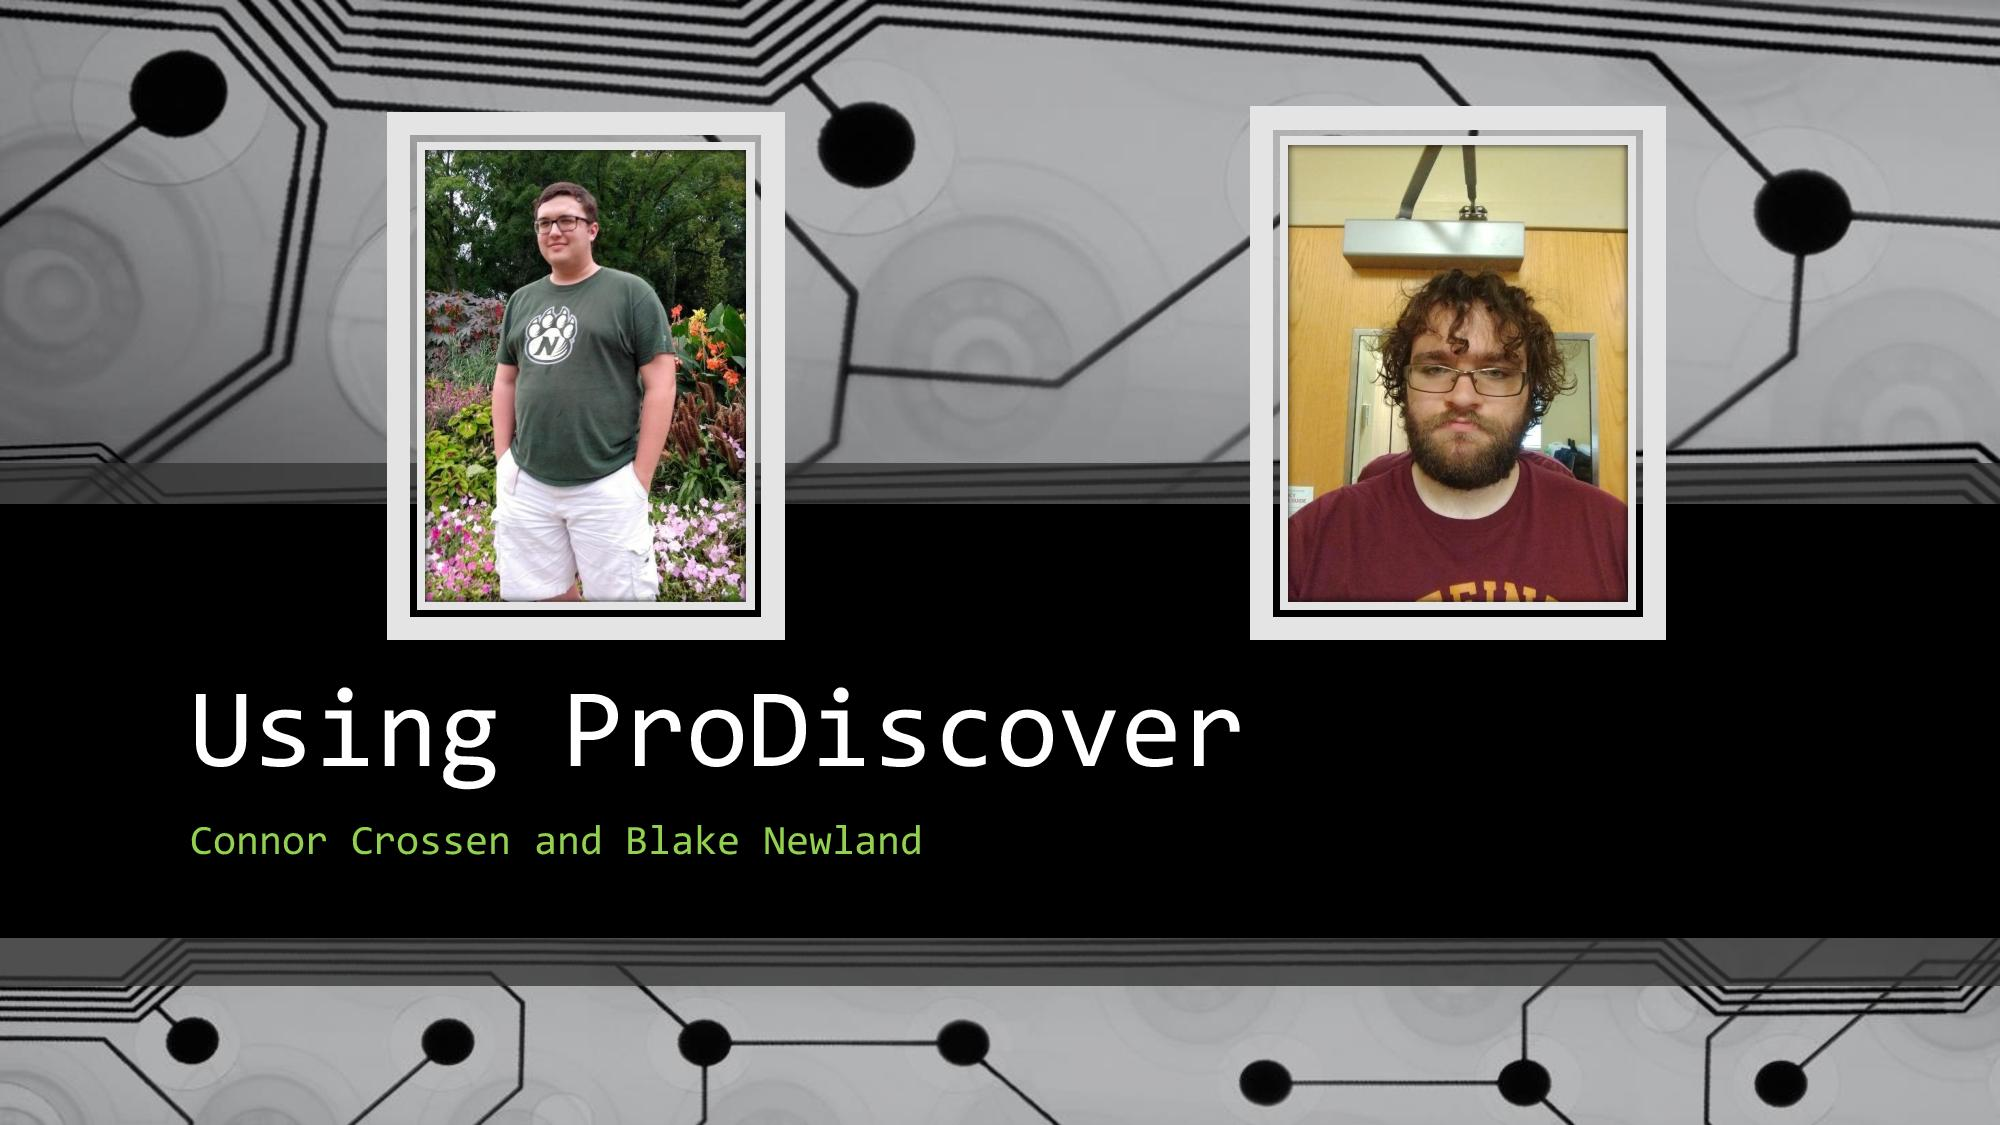 N
Using ProDiscover
Connor Crossen and Blake Newland